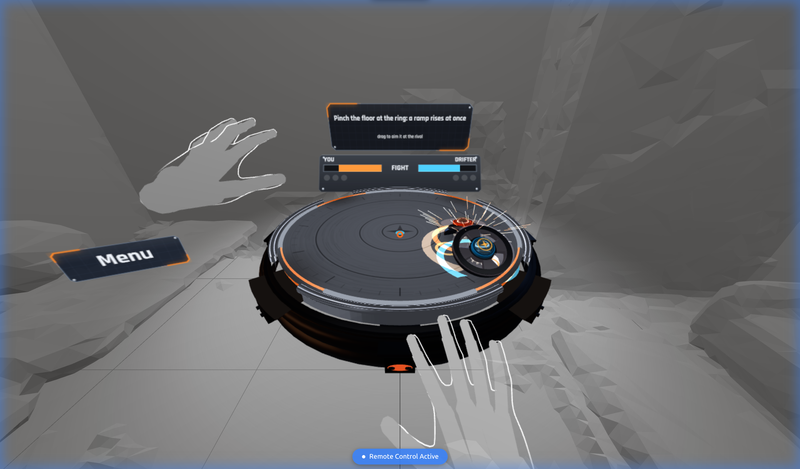 Pinch the floor at the ring: a ramp rises at once
drag to aim it at the rival
YOU
FIGHT
DRIFTER
Menu
Remote Control Active